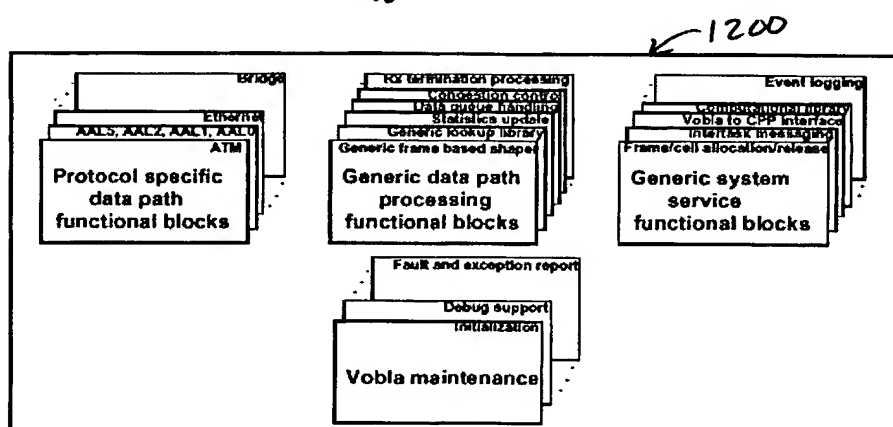 1200
Bridge
Ethernet
AAL5, AAL2, AAL1, AAL0
ATM
Protocol specific
data path
functional blocks
Rx termination processing
Congestion control
Data queue handling
Statistics update
Generic lookup library
Generic frame based shaper
Generic data path
processing
functional blocks
Event logging
Computational library
Vobla to CPP interface
Intertask messaging
Frame/cell allocation/release
Generic system
service
functional blocks
Fault and exception report
Debug support
Initialization
Vobla maintenance